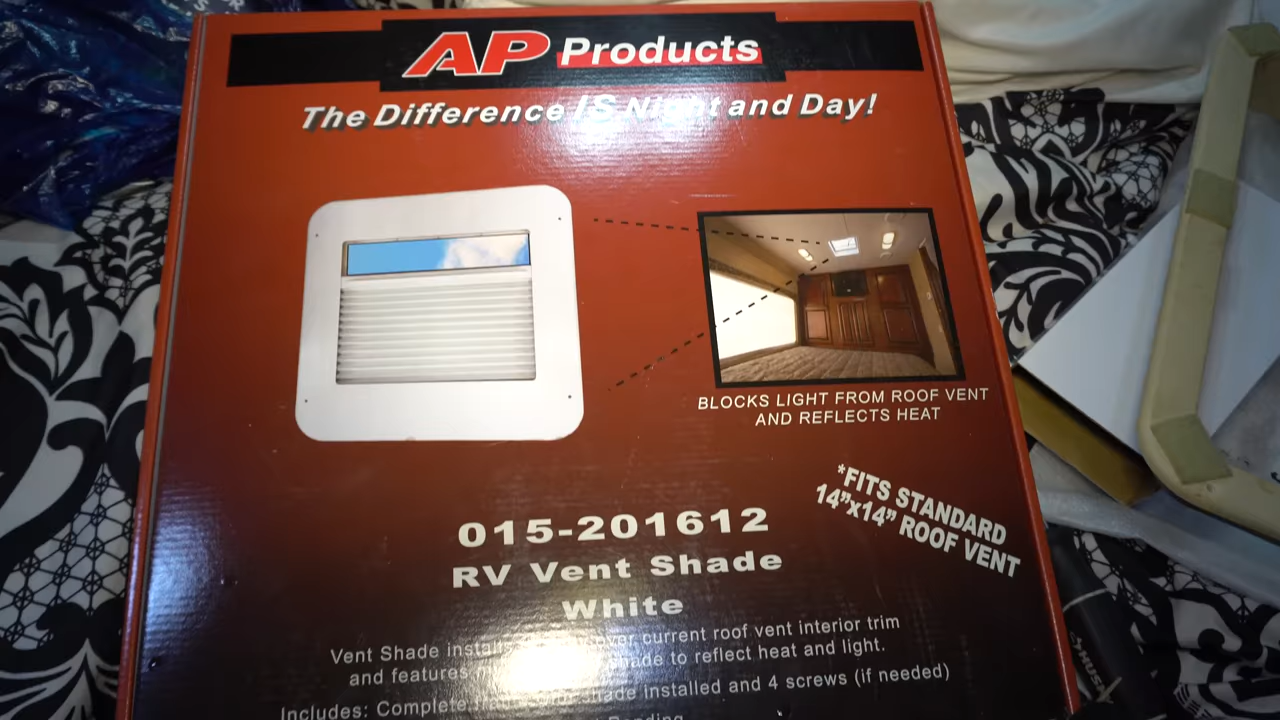 AP Products
The Difference IS Night and Day!
BLOCKS LIGHT FROM ROOF VENT
AND REFLECTS HEAT
*FITS STANDARD
14”x14” ROOF VENT
015-201612
RV Vent Shade
White
Vent Shade over current roof vent interior trim
and features shade to reflect heat and light.
Includes: Complete shade installed and 4 screws (if needed)
Pending